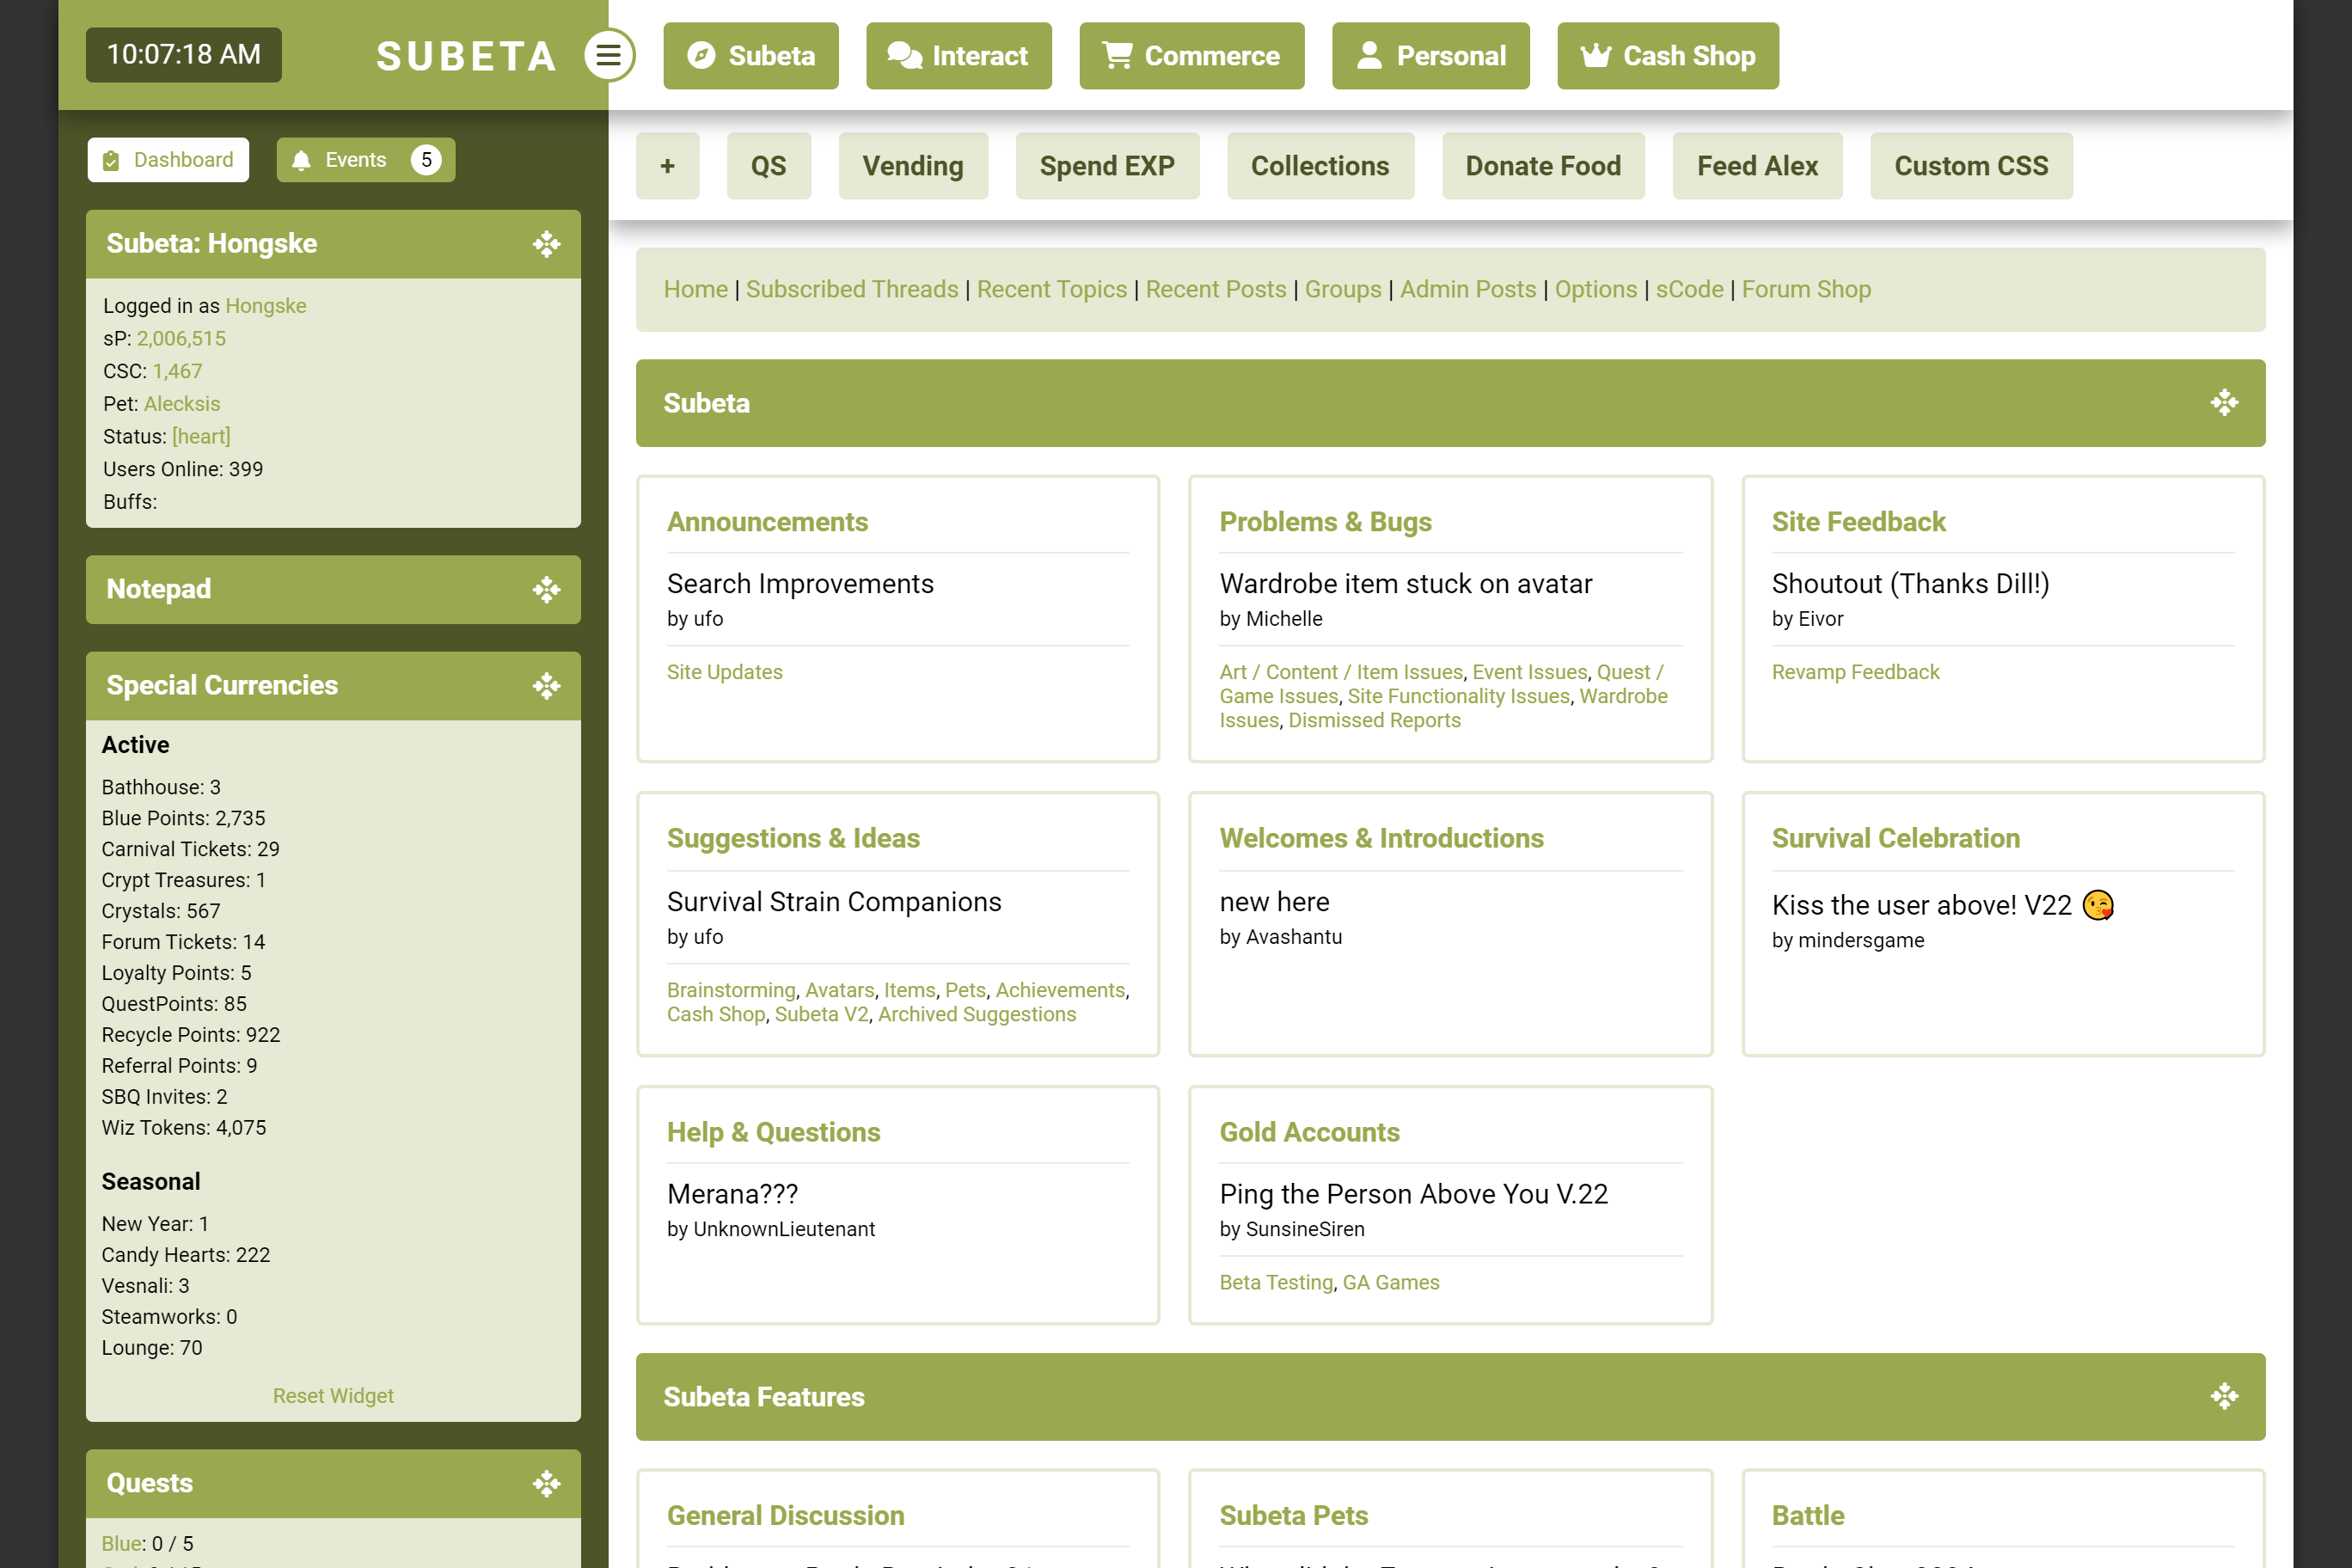 10:07:18 AM
SUBETA
Subeta
Interact
Commerce
Personal
Cash Shop
Dashboard
Events 5
+
QS
Vending
Spend EXP
Collections
Donate Food
Feed Alex
Custom CSS
Subeta: Hongske
Logged in as Hongske
sP: 2,006,515
CSC: 1,467
Pet: Alecksis
Status: [heart]
Users Online: 399
Buffs:
Notepad
Special Currencies
Active
Bathhouse: 3
Blue Points: 2,735
Carnival Tickets: 29
Crypt Treasures: 1
Crystals: 567
Forum Tickets: 14
Loyalty Points: 5
QuestPoints: 85
Recycle Points: 922
Referral Points: 9
SBQ Invites: 2
Wiz Tokens: 4,075
Seasonal
New Year: 1
Candy Hearts: 222
Vesnali: 3
Steamworks: 0
Lounge: 70
Reset Widget
Quests
Blue: 0 / 5
Home | Subscribed Threads | Recent Topics | Recent Posts | Groups | Admin Posts | Options | sCode | Forum Shop
Subeta
Announcements
Search Improvements
by ufo
Site Updates
Problems & Bugs
Wardrobe item stuck on avatar
by Michelle
Art / Content / Item Issues, Event Issues, Quest /
Game Issues, Site Functionality Issues, Wardrobe
Issues, Dismissed Reports
Site Feedback
Shoutout (Thanks Dill!)
by Eivor
Revamp Feedback
Suggestions & Ideas
Survival Strain Companions
by ufo
Brainstorming, Avatars, Items, Pets, Achievements,
Cash Shop, Subeta V2, Archived Suggestions
Welcomes & Introductions
new here
by Avashantu
Survival Celebration
Kiss the user above! V22 😘
by mindersgame
Help & Questions
Merana???
by UnknownLieutenant
Gold Accounts
Ping the Person Above You V.22
by SunsineSiren
Beta Testing, GA Games
Subeta Features
General Discussion
Subeta Pets
Battle